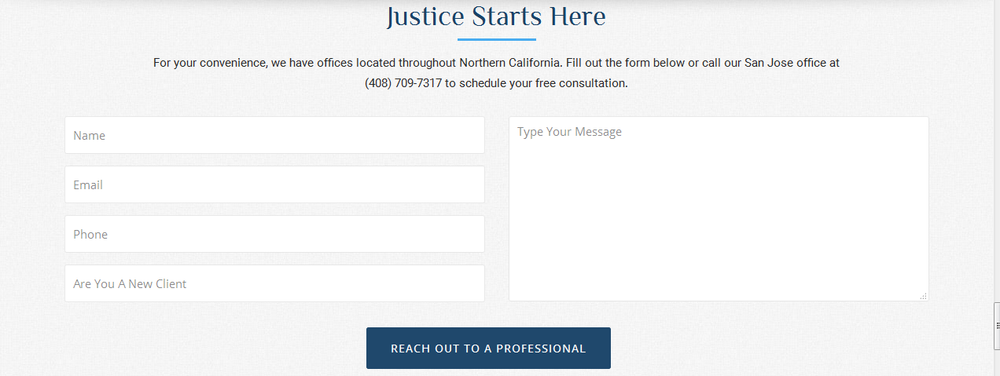 Justice Starts Here
For your convenience, we have offices located throughout Northern California. Fill out the form below or call our San Jose office at
(408) 709-7317 to schedule your free consultation.
Name
Email
Phone
Are You A New Client
Type Your Message
REACH OUT TO A PROFESSIONAL